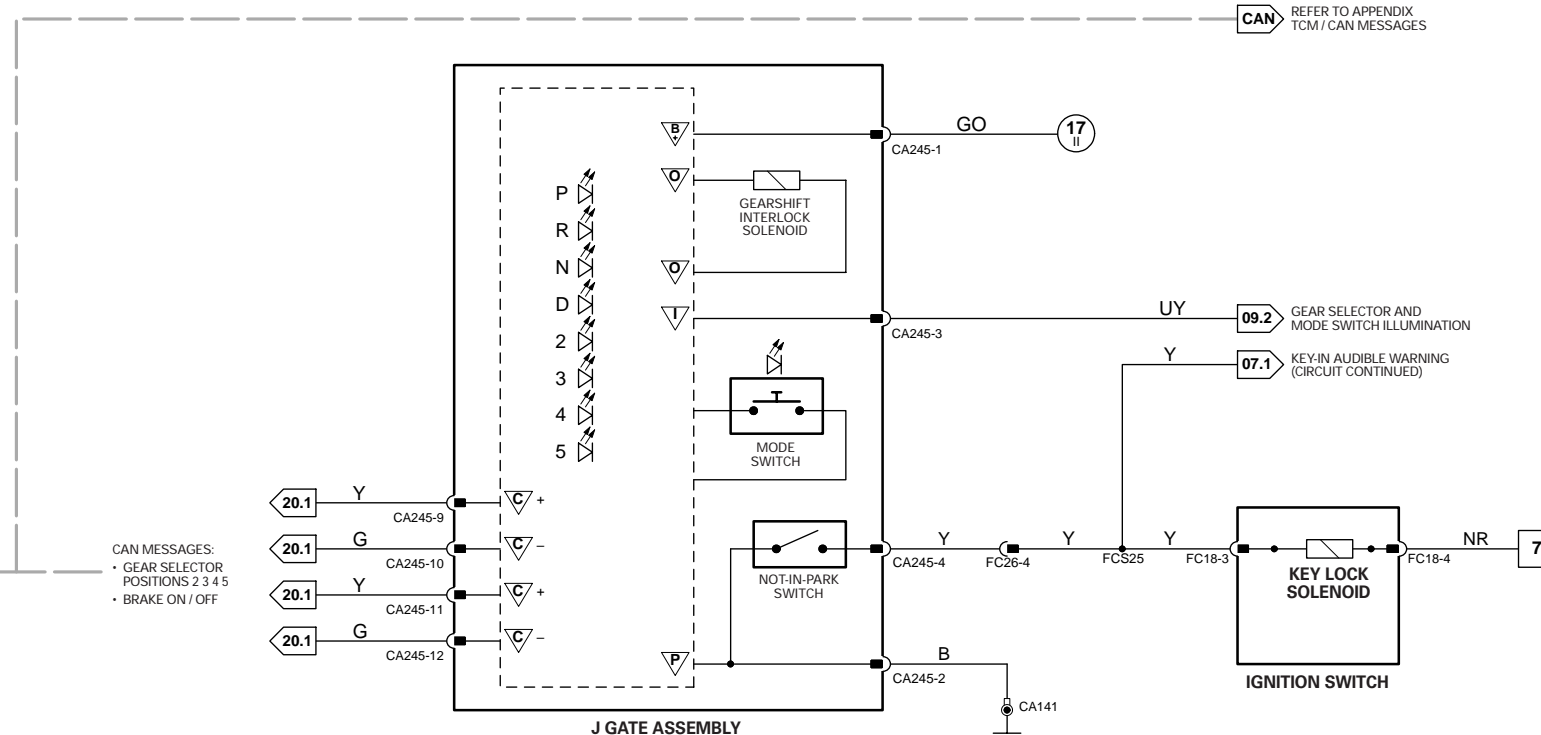 CAN
REFER TO APPENDIX
TCM / CAN MESSAGES
B
+
GO
17
II
CA245-1
O
P
GEARSHIFT
INTERLOCK
SOLENOID
R
N
O
D
I
UY
09.2
GEAR SELECTOR AND
MODE SWITCH ILLUMINATION
CA245-3
2
Y
07.1
KEY-IN AUDIBLE WARNING
(CIRCUIT CONTINUED)
3
4
MODE
SWITCH
5
20.1
Y
C
+
CA245-9
20.1
G
C
–
CA245-10
CAN MESSAGES:
• GEAR SELECTOR
POSITIONS 2 3 4 5
• BRAKE ON / OFF
20.1
Y
C
+
CA245-11
20.1
G
C
–
CA245-12
NOT-IN-PARK
SWITCH
Y
CA245-4
FC26-4
Y
FCS25
Y
FC18-3
KEY LOCK
SOLENOID
NR
FC18-4
7
P
B
CA245-2
CA141
IGNITION SWITCH
J GATE ASSEMBLY